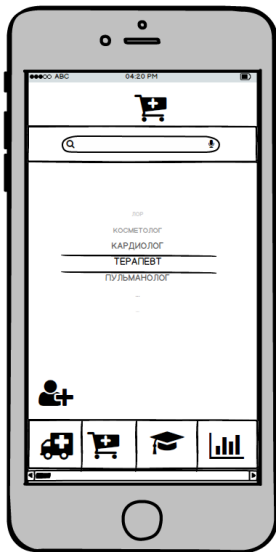 ABC 04:20 PM
ЛОР
КОСМЕТОЛОГ
КАРДИОЛОГ
ТЕРАПЕВТ
ПУЛЬМАНОЛОГ
...
...